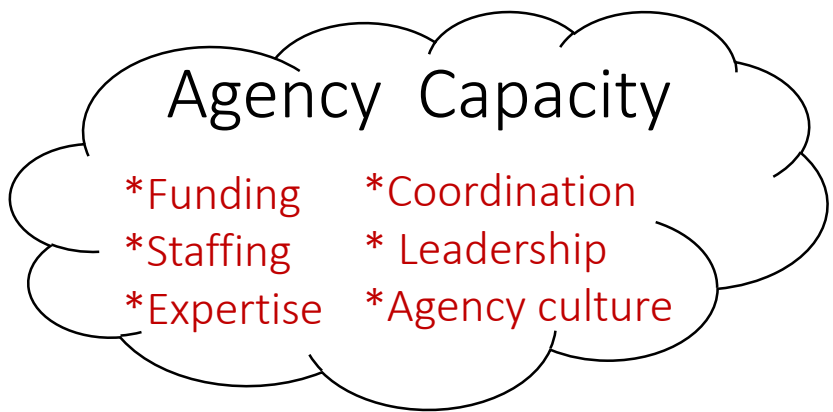 Agency Capacity
*Funding
*Staffing
*Expertise
*Coordination
* Leadership
*Agency culture